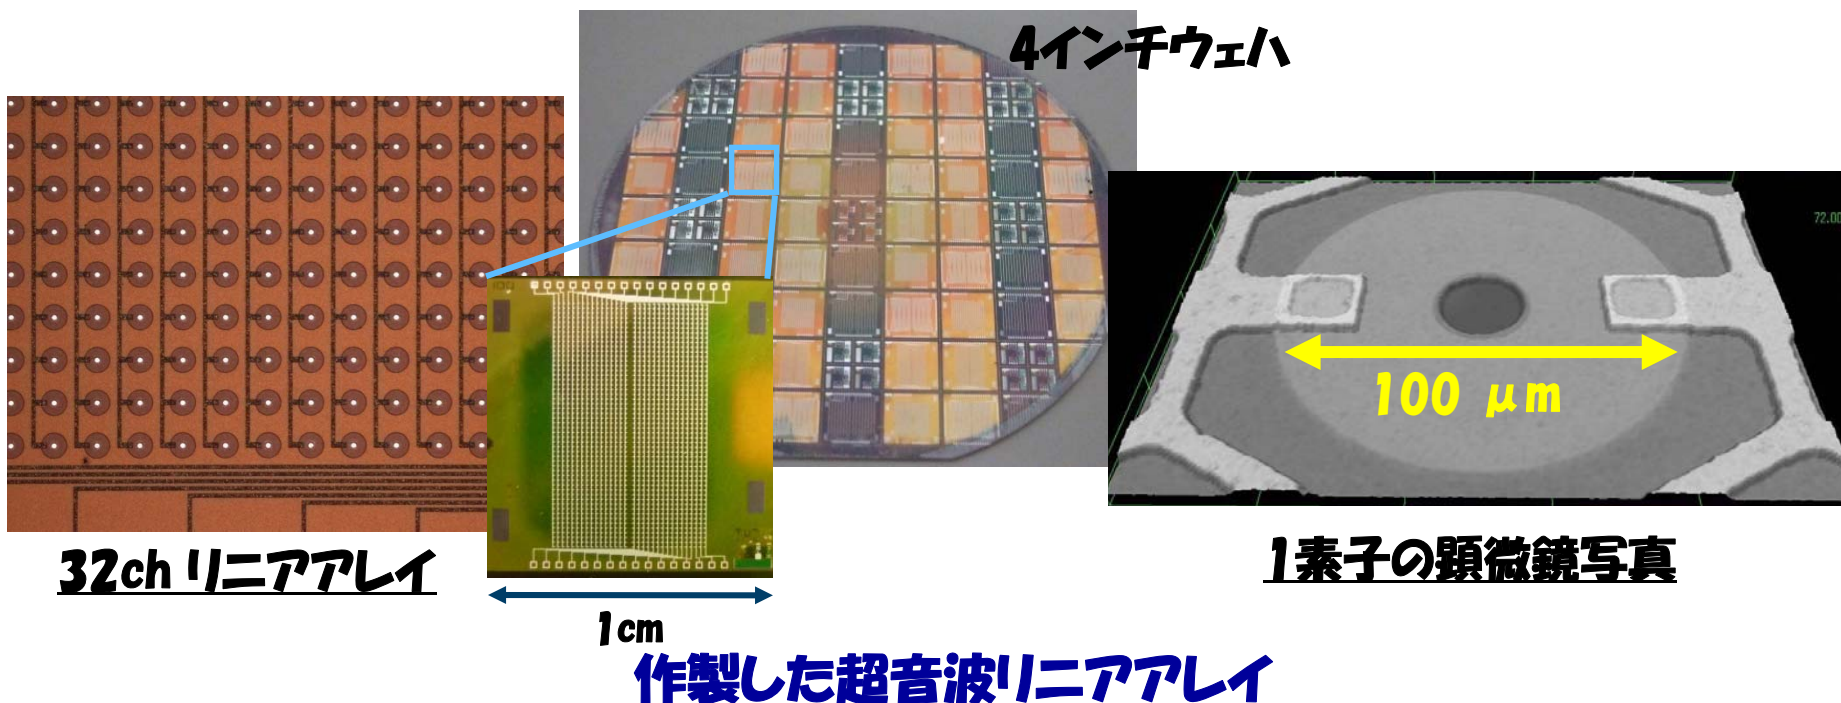 4インチウェハ
72.00
100 μm
32ch リニアアレイ
1素子の顕微鏡写真
1cm
作製した超音波リニアアレイ